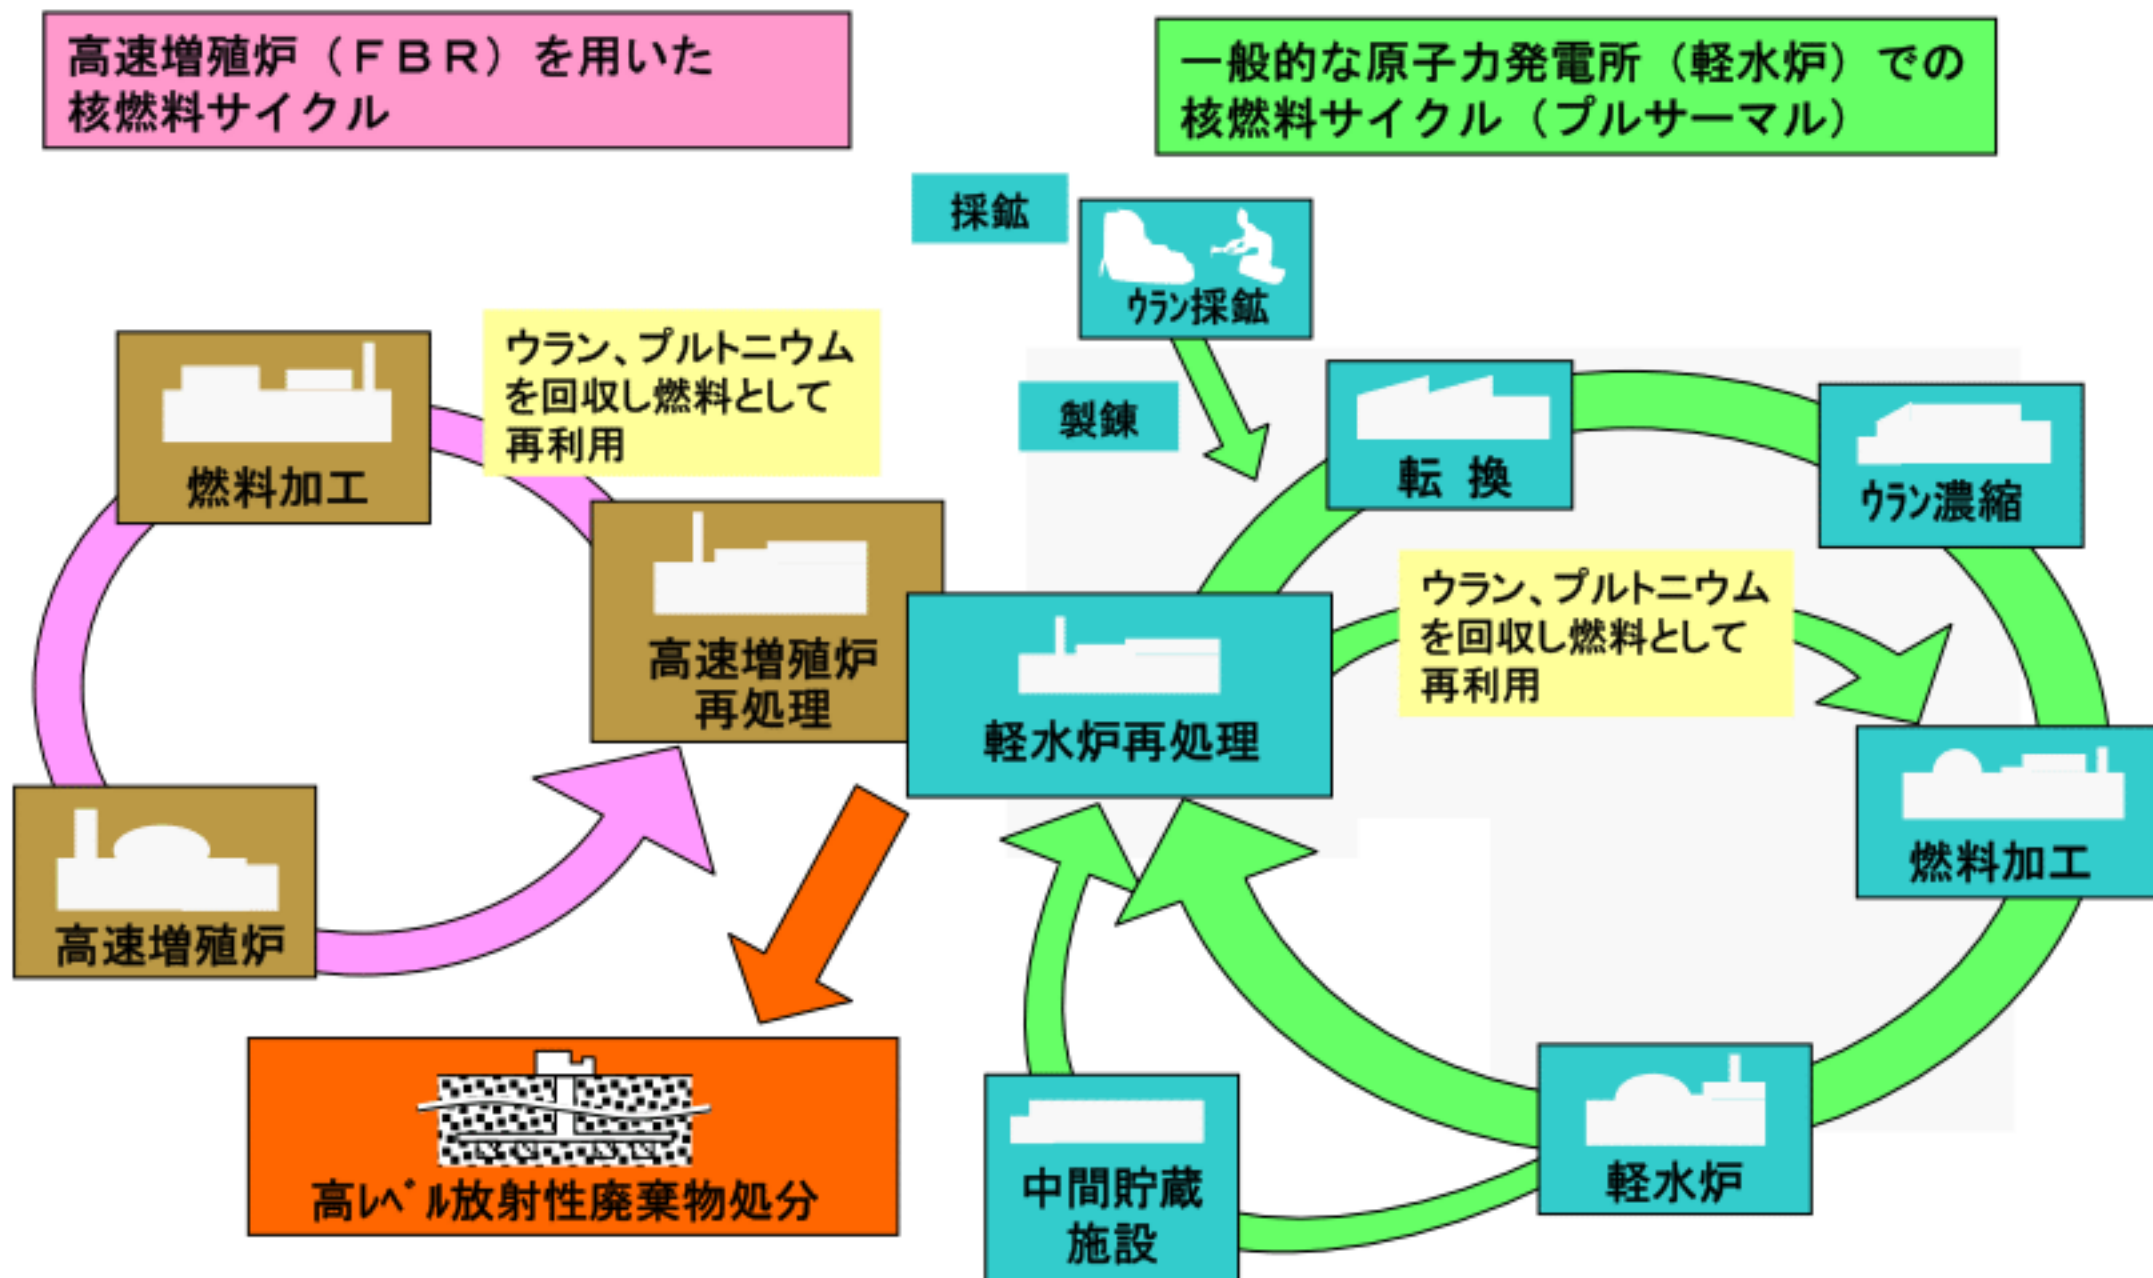 高速増殖炉（ＦＢＲ）を用いた
核燃料サイクル
一般的な原子力発電所（軽水炉）での
核燃料サイクル（プルサーマル）
採鉱
ｳﾗﾝ採鉱
製錬
転 換
ｳﾗﾝ濃縮
燃料加工
ウラン、プルトニウム
を回収し燃料として
再利用
高速増殖炉
再処理
軽水炉再処理
ウラン、プルトニウム
を回収し燃料として
再利用
燃料加工
高速増殖炉
高ﾚﾍﾞﾙ放射性廃棄物処分
中間貯蔵
施設
軽水炉